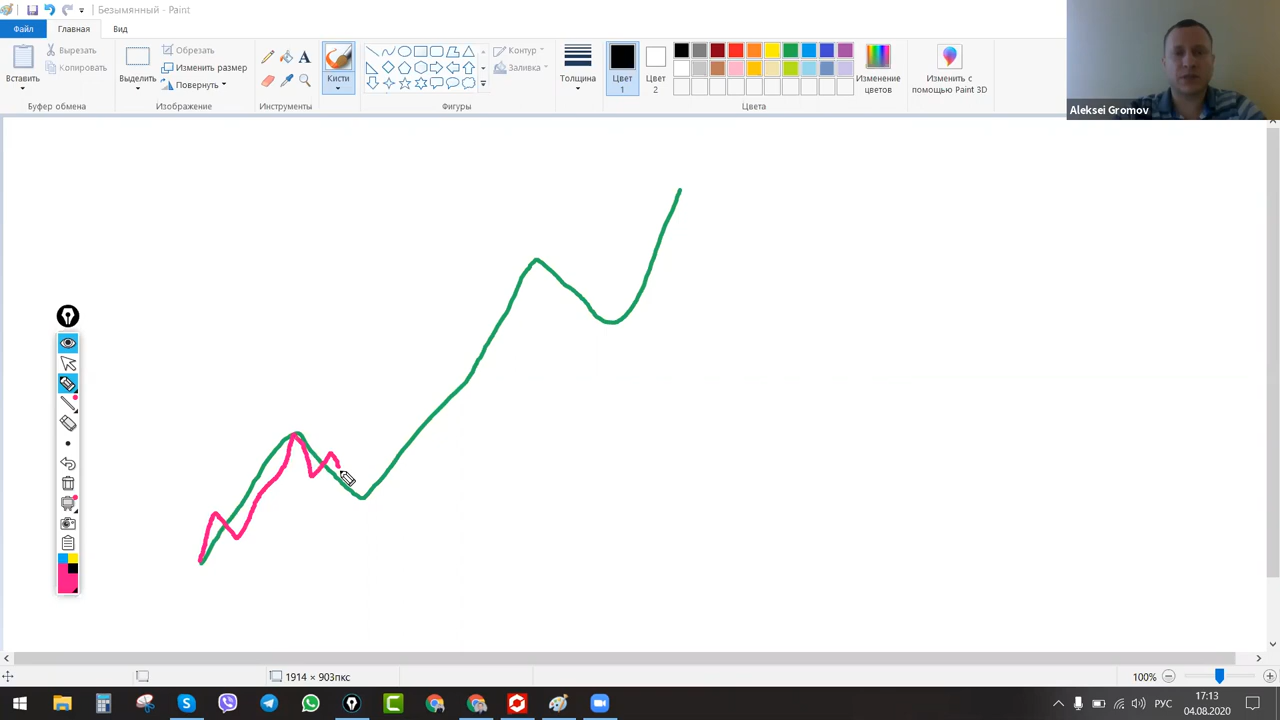 Безымянный - Paint
Файл
Главная
Вид
Вставить
Вырезать
Копировать
Буфер обмена
Выделить
Обрезать
Изменить размер
Повернуть
Изображение
A
Инструменты
Кисти
Контур
Заливка
Фигуры
Толщина
Цвет
1
Цвет
2
Цвета
Изменение
цветов
Изменить с
помощью Paint 3D
Aleksei Gromov
1914 × 903пкс
100%
РУС
17:13
04.08.2020